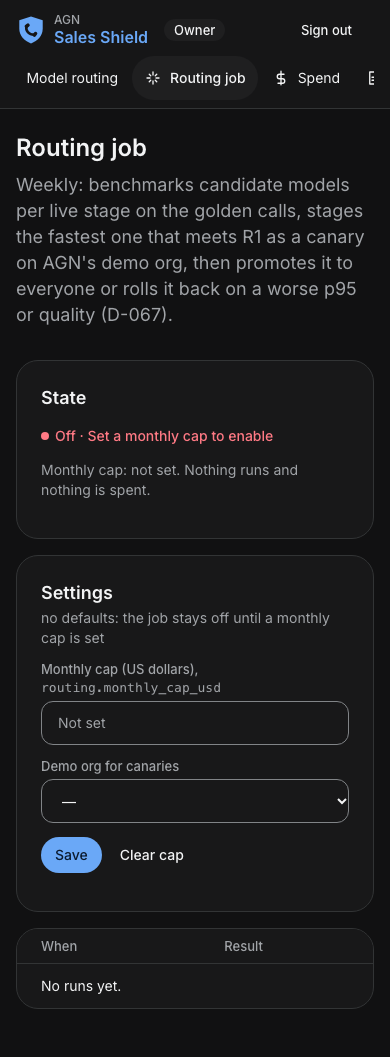 AGN
Sales Shield
Owner
Sign out
Model routing
Routing job
Spend
Routing job
Weekly: benchmarks candidate models
per live stage on the golden calls, stages
the fastest one that meets R1 as a canary
on AGN's demo org, then promotes it to
everyone or rolls it back on a worse p95
or quality (D-067).
State
Off · Set a monthly cap to enable
Monthly cap: not set. Nothing runs and
nothing is spent.
Settings
no defaults: the job stays off until a monthly
cap is set
Monthly cap (US dollars),
routing.monthly_cap_usd
Not set
Demo org for canaries
—
Save
Clear cap
When
Result
No runs yet.